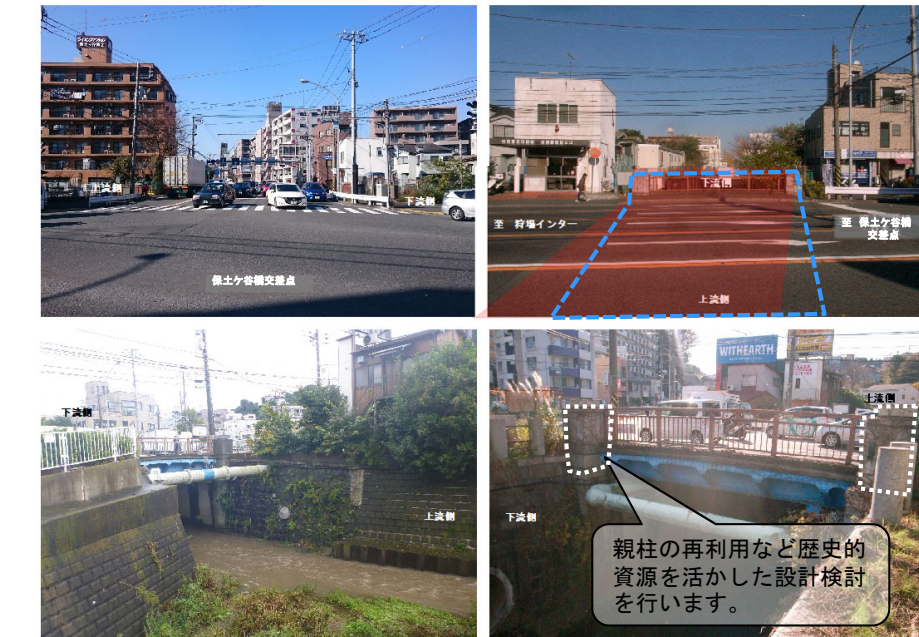 下流側
下流側
保土ケ谷橋交差点
下流側
至 狩場インター
至 保土ケ谷橋
交差点
上流側
下流側
上流側
WITHEARTH
上流側
下流側
親柱の再利用など歴史的
資源を活かした設計検討
を行います。